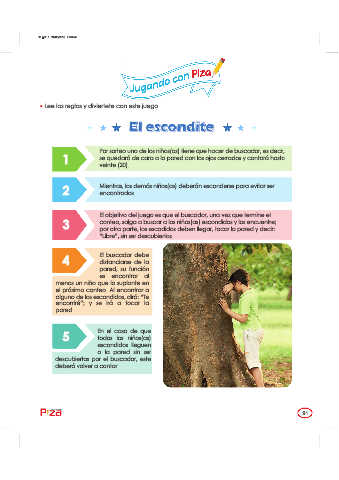 Jugando con Piza
• Lee las reglas y diviértete con este juego
El escondite
1
Por sorteo uno de los niños(as) tiene que hacer de buscador, es decir,
se quedará de cara a la pared con los ojos cerrados y contará hasta
veinte (20)
2
Mientras, los demás niños(as) deberán esconderse para evitar ser
encontrados
3
El objetivo del juego es que el buscador, una vez que termine el
conteo, salga a buscar a los niños(as) escondidos y los encuentre;
por otra parte, los escondidos deben llegar, tocar la pared y decir:
"Libre", sin ser descubiertos
4
El buscador debe
distanciarse de la
pared, su función
es encontrar al
menos un niño que lo suplante en
el próximo conteo. Al encontrar a
alguno de los escondidos, dirá: "Te
encontré"; y se irá a tocar la
pared
5
En el caso de que
todos los niños(as)
escondidos lleguen
a la pared sin ser
descubiertos por el buscador, este
deberá volver a contar
Piza